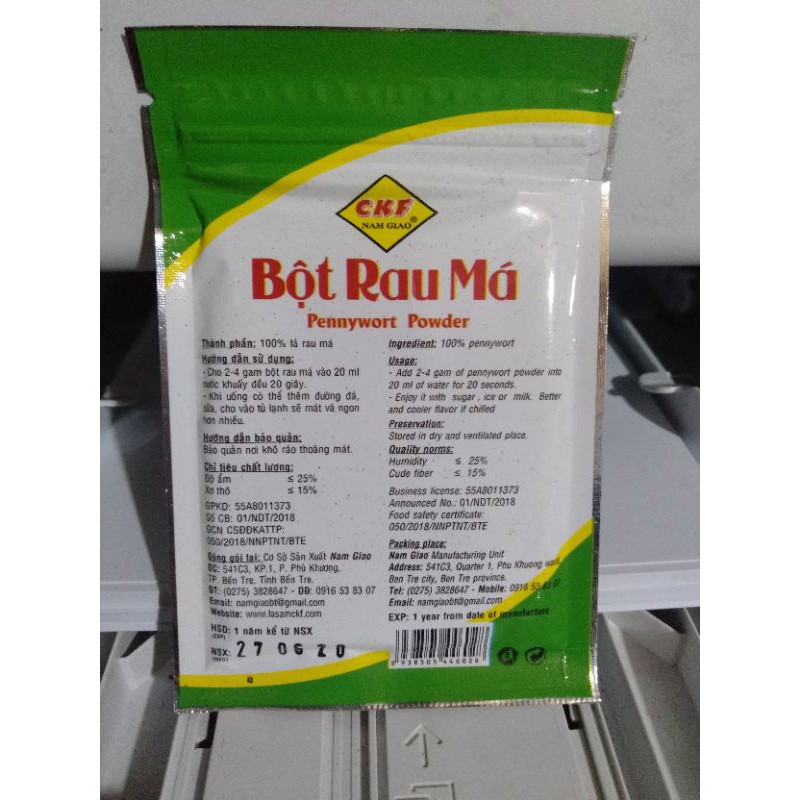 CKF
NAM GIAO®
Bột Rau Má
Pennywort Powder
Thành phần: 100% lá rau má
Hướng dẫn sử dụng:
- Cho 2-4 gam bột rau má vào 20 ml
nước khuấy đều 20 giây.
- Khi uống có thể thêm đường đá,
sữa, cho vào tủ lạnh sẽ mát và ngon
hơn nhiều.
Hướng dẫn bảo quản:
Bảo quản nơi khô ráo thoáng mát.
Chỉ tiêu chất lượng:
Độ ẩm ≤ 25%
Xơ thô ≤ 15%
GPKD: 55A8011373
Số CB: 01/NDT/2018
GCN CSĐĐKATTP:
050/2018/NNPTNT/BTE
Đóng gói tại: Cơ Sở Sản Xuất Nam Giao
ĐC: 541C3, KP.1, P. Phú Khương,
TP. Bến Tre, Tỉnh Bến Tre.
ĐT: (0275) 3828647 - DĐ: 0916 53 83 07
Email: namgiaobt@gmail.com
Website: www.lasamckf.com
HSD: 1 năm kể từ NSX
(EXP)
NSX: 27 06 20
(MFG)
Ingredient: 100% pennywort
Usage:
- Add 2-4 gam of pennywort powder into
20 ml of water for 20 seconds.
- Enjoy it with sugar , ice or milk. Better
and cooler flavor if chilled
Preservation:
Stored in dry and ventilated place.
Quality norms:
Humidity ≤ 25%
Cude fiber ≤ 15%
Business license: 55A8011373
Announced No.: 01/NDT/2018
Food safety certificate:
050/2018/NNPTNT/BTE
Packing place:
Nam Giao Manufacturing Unit
Address: 541C3, Quarter 1, Phu Khuong ward,
Ben Tre city, Ben Tre province.
Tel: (0275) 3828647 - Mobile: 0916 53 83 07
Email: namgiaobt@gmail.com
EXP: 1 year from date of manufacture
8 938505 446028